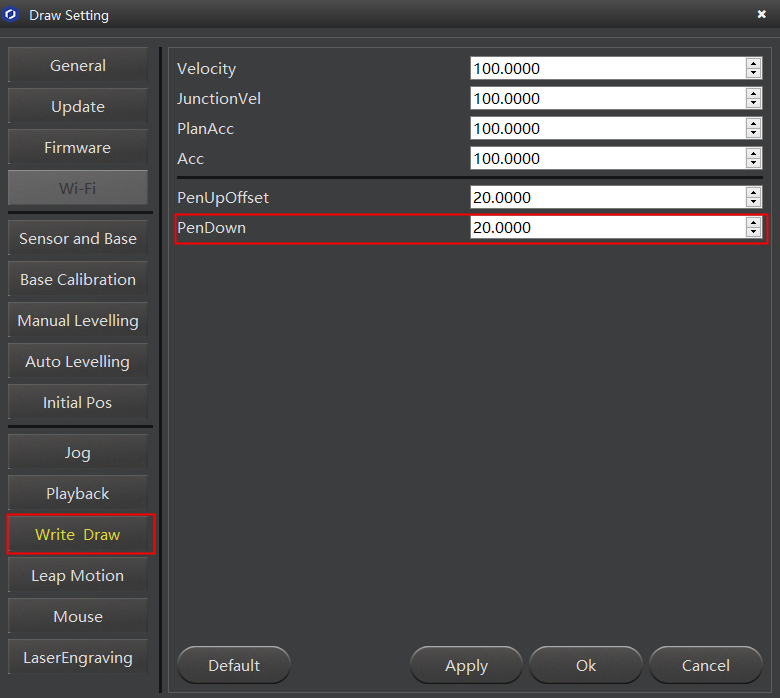 Draw Setting
General
Update
Firmware
Wi-Fi
Sensor and Base
Base Calibration
Manual Levelling
Auto Levelling
Initial Pos
Jog
Playback
Write Draw
Leap Motion
Mouse
LaserEngraving
Velocity 100.0000
JunctionVel 100.0000
PlanAcc 100.0000
Acc 100.0000
PenUpOffset 20.0000
PenDown 20.0000
Default Apply Ok Cancel